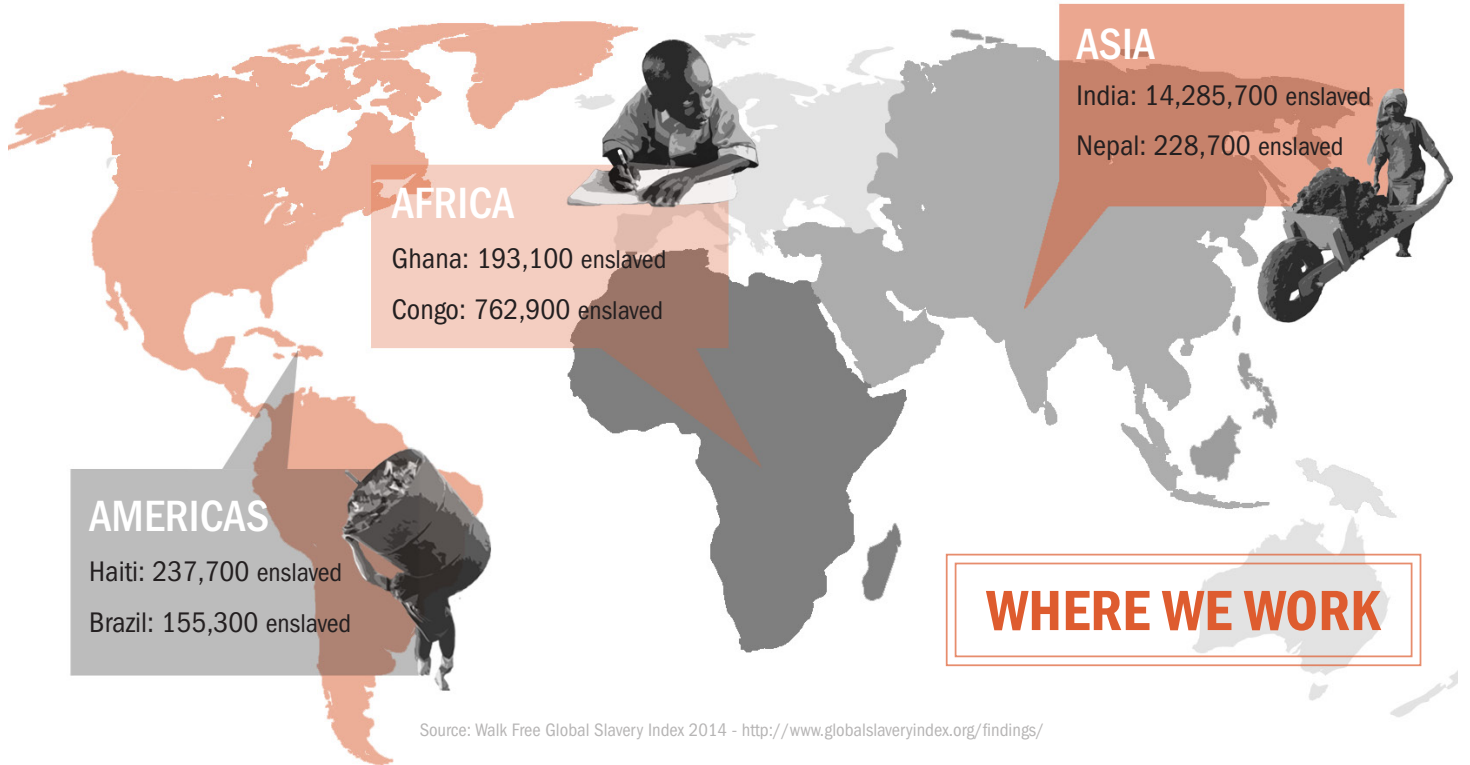 ASIA
India: 14,285,700 enslaved
Nepal: 228,700 enslaved
AFRICA
Ghana: 193,100 enslaved
Congo: 762,900 enslaved
AMERICAS
Haiti: 237,700 enslaved
Brazil: 155,300 enslaved
WHERE WE WORK
Source: Walk Free Global Slavery Index 2014 - http://www.globalslaveryindex.org/findings/